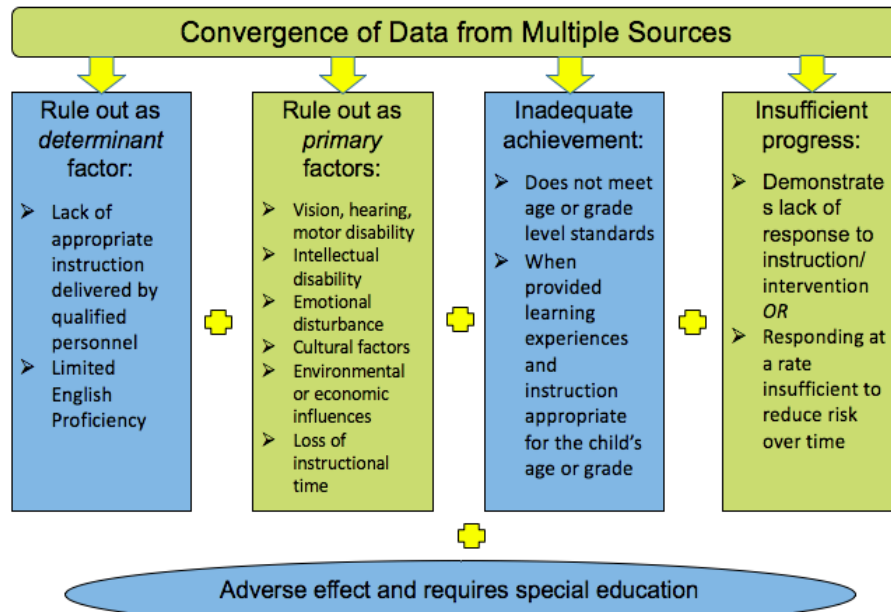 Convergence of Data from Multiple Sources
Rule out as
determinant
factor:
➢ Lack of
appropriate
instruction
delivered by
qualified
personnel
➢ Limited
English
Proficiency
Rule out as
primary
factors:
➢ Vision, hearing,
motor disability
➢ Intellectual
disability
➢ Emotional
disturbance
➢ Cultural factors
➢ Environmental
or economic
influences
➢ Loss of
instructional
time
Inadequate
achievement:
➢ Does not meet
age or grade
level standards
➢ When
provided
learning
experiences
and
instruction
appropriate
for the child's
age or grade
Insufficient
progress:
➢ Demonstrate
s lack of
response to
instruction/
intervention
OR
➢ Responding at
a rate
insufficient to
reduce risk
over time
Adverse effect and requires special education